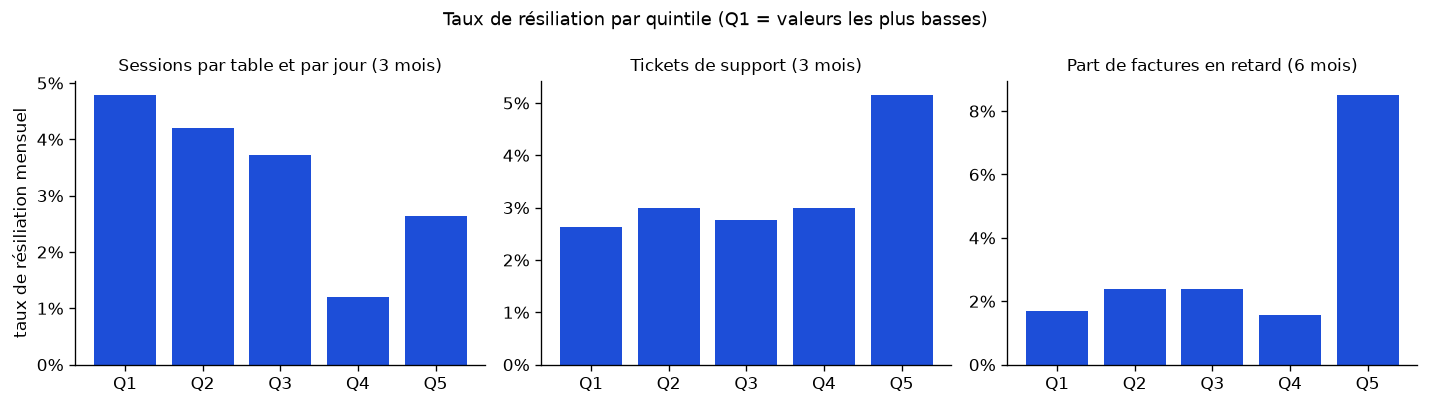 Taux de résiliation par quintile (Q1 = valeurs les plus basses)
Sessions par table et par jour (3 mois)
taux de résiliation mensuel
5%
4%
3%
2%
1%
0%
Q1 Q2 Q3 Q4 Q5
Tickets de support (3 mois)
5%
4%
3%
2%
1%
0%
Q1 Q2 Q3 Q4 Q5
Part de factures en retard (6 mois)
8%
6%
4%
2%
0%
Q1 Q2 Q3 Q4 Q5